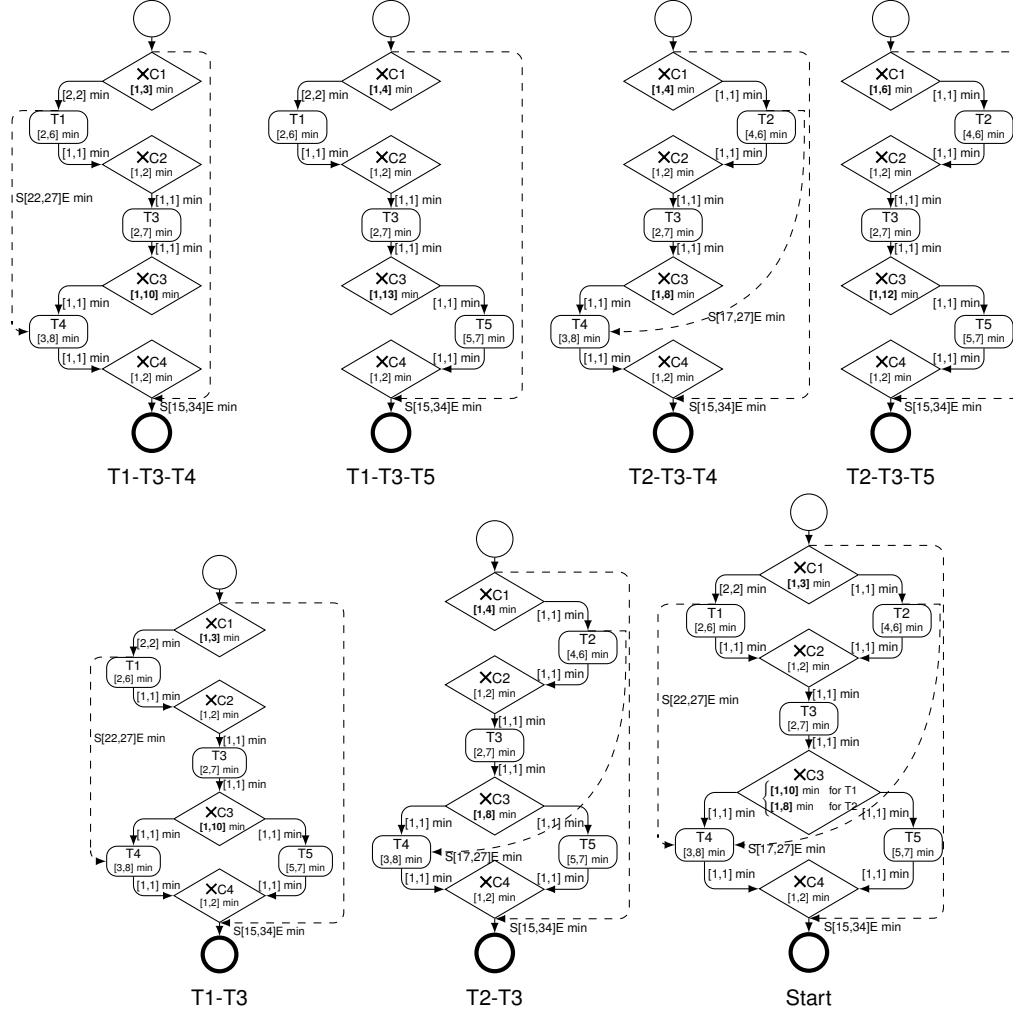 C1
[1,3] min
[2,2] min
T1
[2,6] min
[1,1] min
C2
[1,2] min
S[22,27]E min
[1,1] min
T3
[2,7] min
[1,1] min
C3
[1,10] min
[1,1] min
T4
[3,8] min
[1,1] min
C4
[1,2] min
S[15,34]E min
T1-T3-T4
C1
[1,4] min
[2,2] min
T1
[2,6] min
[1,1] min
C2
[1,2] min
[1,1] min
T3
[2,7] min
[1,1] min
C3
[1,13] min
[1,1] min
T5
[5,7] min
[1,1] min
C4
[1,2] min
S[15,34]E min
T1-T3-T5
C1
[1,4] min
[1,1] min
T2
[4,6] min
[1,1] min
C2
[1,2] min
[1,1] min
T3
[2,7] min
[1,1] min
C3
[1,8] min
[1,1] min
S[17,27]E min
T4
[3,8] min
[1,1] min
C4
[1,2] min
S[15,34]E min
T2-T3-T4
C1
[1,6] min
[1,1] min
T2
[4,6] min
[1,1] min
C2
[1,2] min
[1,1] min
T3
[2,7] min
[1,1] min
C3
[1,12] min
[1,1] min
T5
[5,7] min
[1,1] min
C4
[1,2] min
S[15,34]E min
T2-T3-T5
C1
[1,3] min
[2,2] min
T1
[2,6] min
[1,1] min
C2
[1,2] min
S[22,27]E min
[1,1] min
T3
[2,7] min
[1,1] min
C3
[1,10] min
[1,1] min
[1,1] min
T4
[3,8] min
T5
[5,7] min
[1,1] min
[1,1] min
C4
[1,2] min
S[15,34]E min
T1-T3
C1
[1,4] min
[1,1] min
T2
[4,6] min
[1,1] min
C2
[1,2] min
[1,1] min
T3
[2,7] min
[1,1] min
C3
[1,8] min
[1,1] min
[1,1] min
T4
[3,8] min
S[17,27]E min
T5
[5,7] min
[1,1] min
[1,1] min
C4
[1,2] min
S[15,34]E min
T2-T3
C1
[1,3] min
[2,2] min
[1,1] min
T1
[2,6] min
T2
[4,6] min
[1,1] min
[1,1] min
C2
[1,2] min
S[22,27]E min
[1,1] min
T3
[2,7] min
[1,1] min
C3
[1,10] min for T1
[1,8] min for T2
[1,1] min
[1,1] min
T4
[3,8] min
S[17,27]E min
T5
[5,7] min
[1,1] min
[1,1] min
C4
[1,2] min
S[15,34]E min
Start